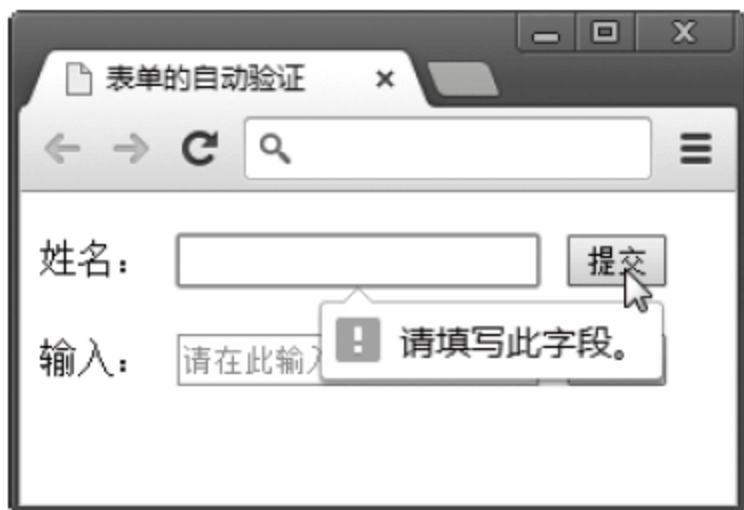 表单的自动验证
姓名：
提交
请填写此字段。
输入：
请在此输